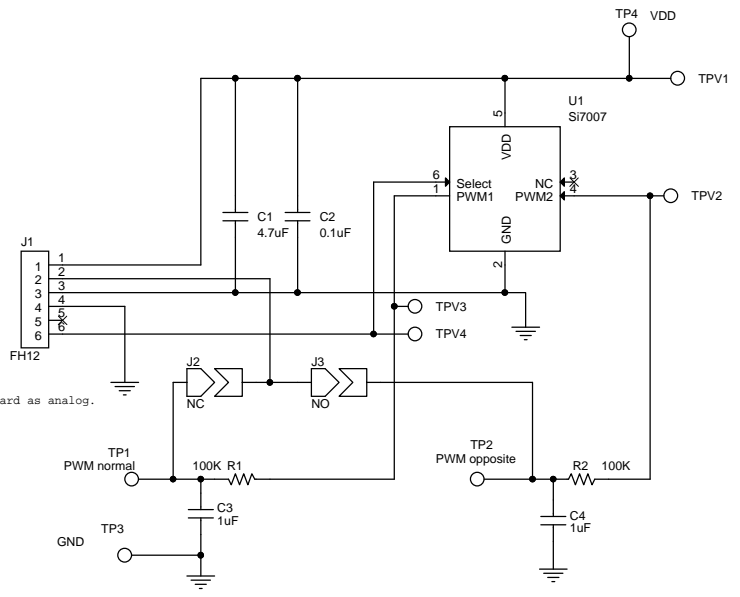 TP4 VDD
TPV1
U1
Si7007
5
VDD
6
Select
NC
3
1
PWM1
PWM2
4
TPV2
GND
2
C1
4.7uF
C2
0.1uF
J1
1
1
2
2
3
3
4
4
5
5
6
6
FH12
TPV3
TPV4
J2
NC
J3
NO
ard as analog.
TP1
PWM normal
100K R1
TP2
PWM opposite
R2 100K
C3
1uF
C4
1uF
TP3
GND